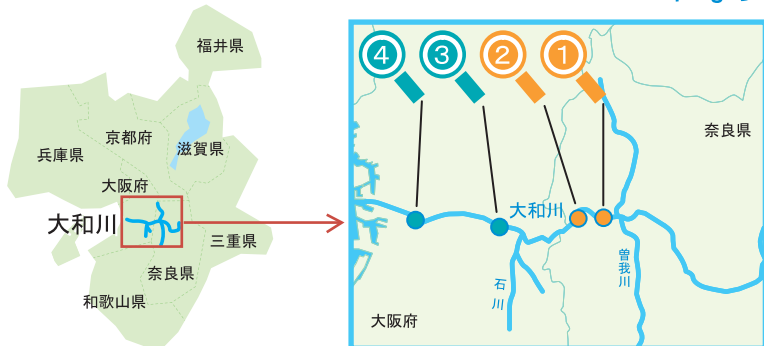 福井県
兵庫県
京都府
滋賀県
大阪府
大和川
三重県
奈良県
和歌山県
④
③
②
①
奈良県
大和川
曽我川
石川
大阪府